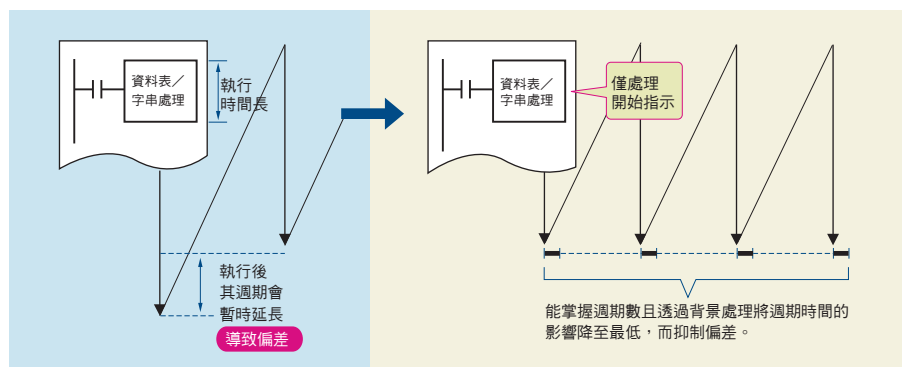 資料表／
字串處理
執行
時間長
執行後
其週期會
暫時延長
導致偏差
資料表／
字串處理
僅處理
開始指示
能掌握週期數且透過背景處理將週期時間的
影響降至最低，而抑制偏差。